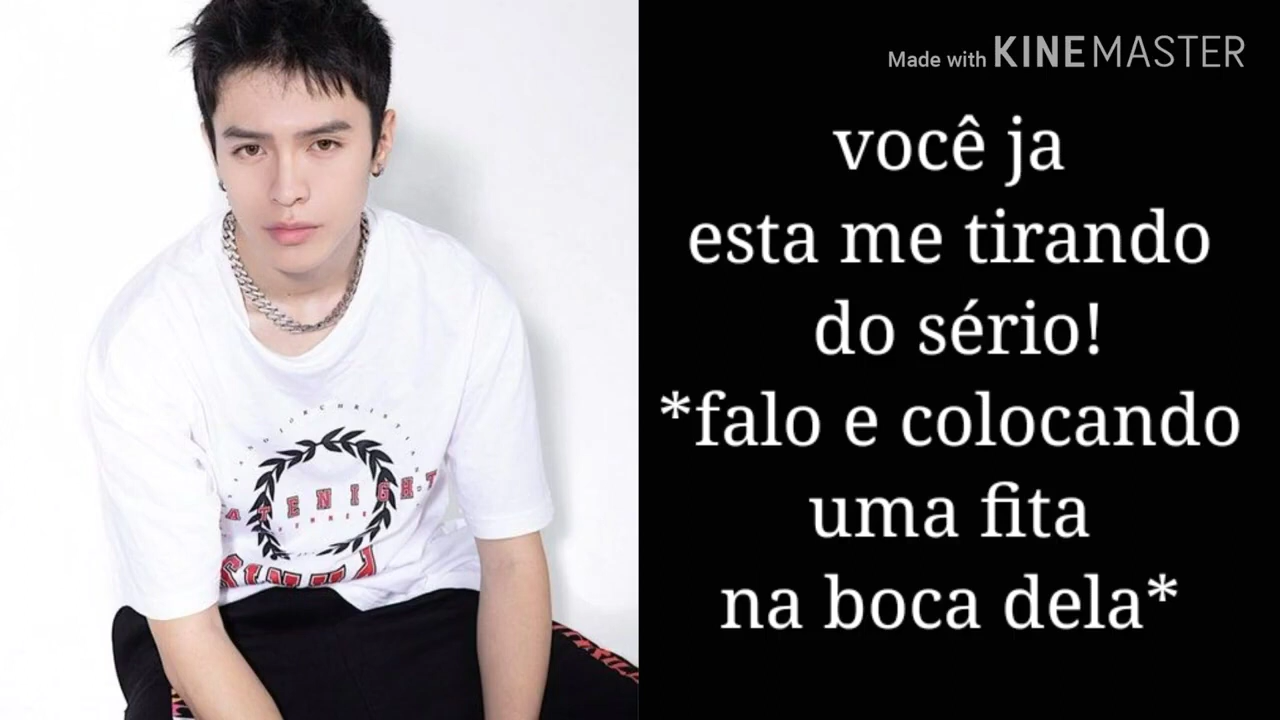 Made with KINEMASTER
você ja
esta me tirando
do sério!
*falo e colocando
uma fita
na boca dela*